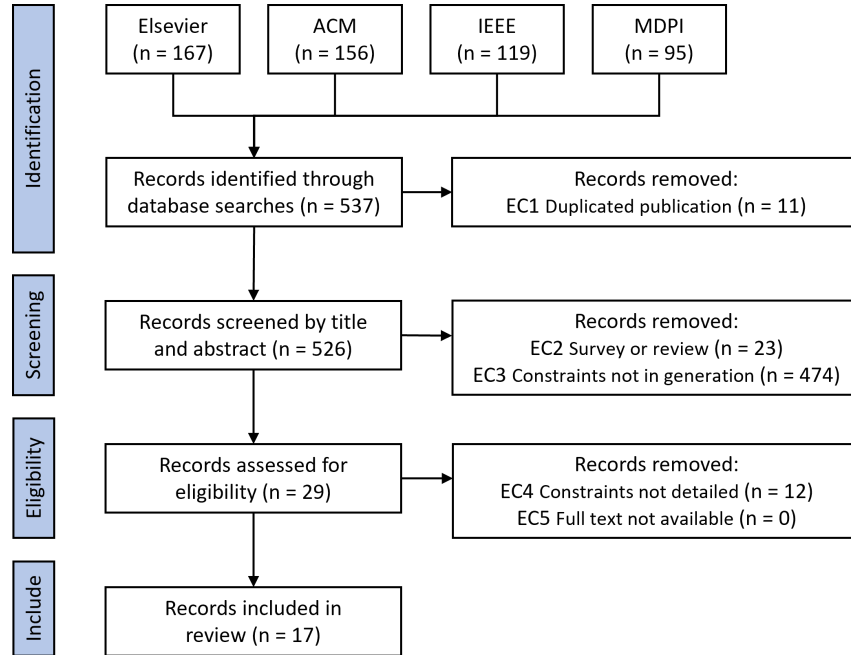 Elsevier
(n = 167)
ACM
(n = 156)
IEEE
(n = 119)
MDPI
(n = 95)
Identification
Records identified through
database searches (n = 537)
Records removed:
EC1 Duplicated publication (n = 11)
Screening
Records screened by title
and abstract (n = 526)
Records removed:
EC2 Survey or review (n = 23)
EC3 Constraints not in generation (n = 474)
Eligibility
Records assessed for
eligibility (n = 29)
Records removed:
EC4 Constraints not detailed (n = 12)
EC5 Full text not available (n = 0)
Include
Records included in
review (n = 17)